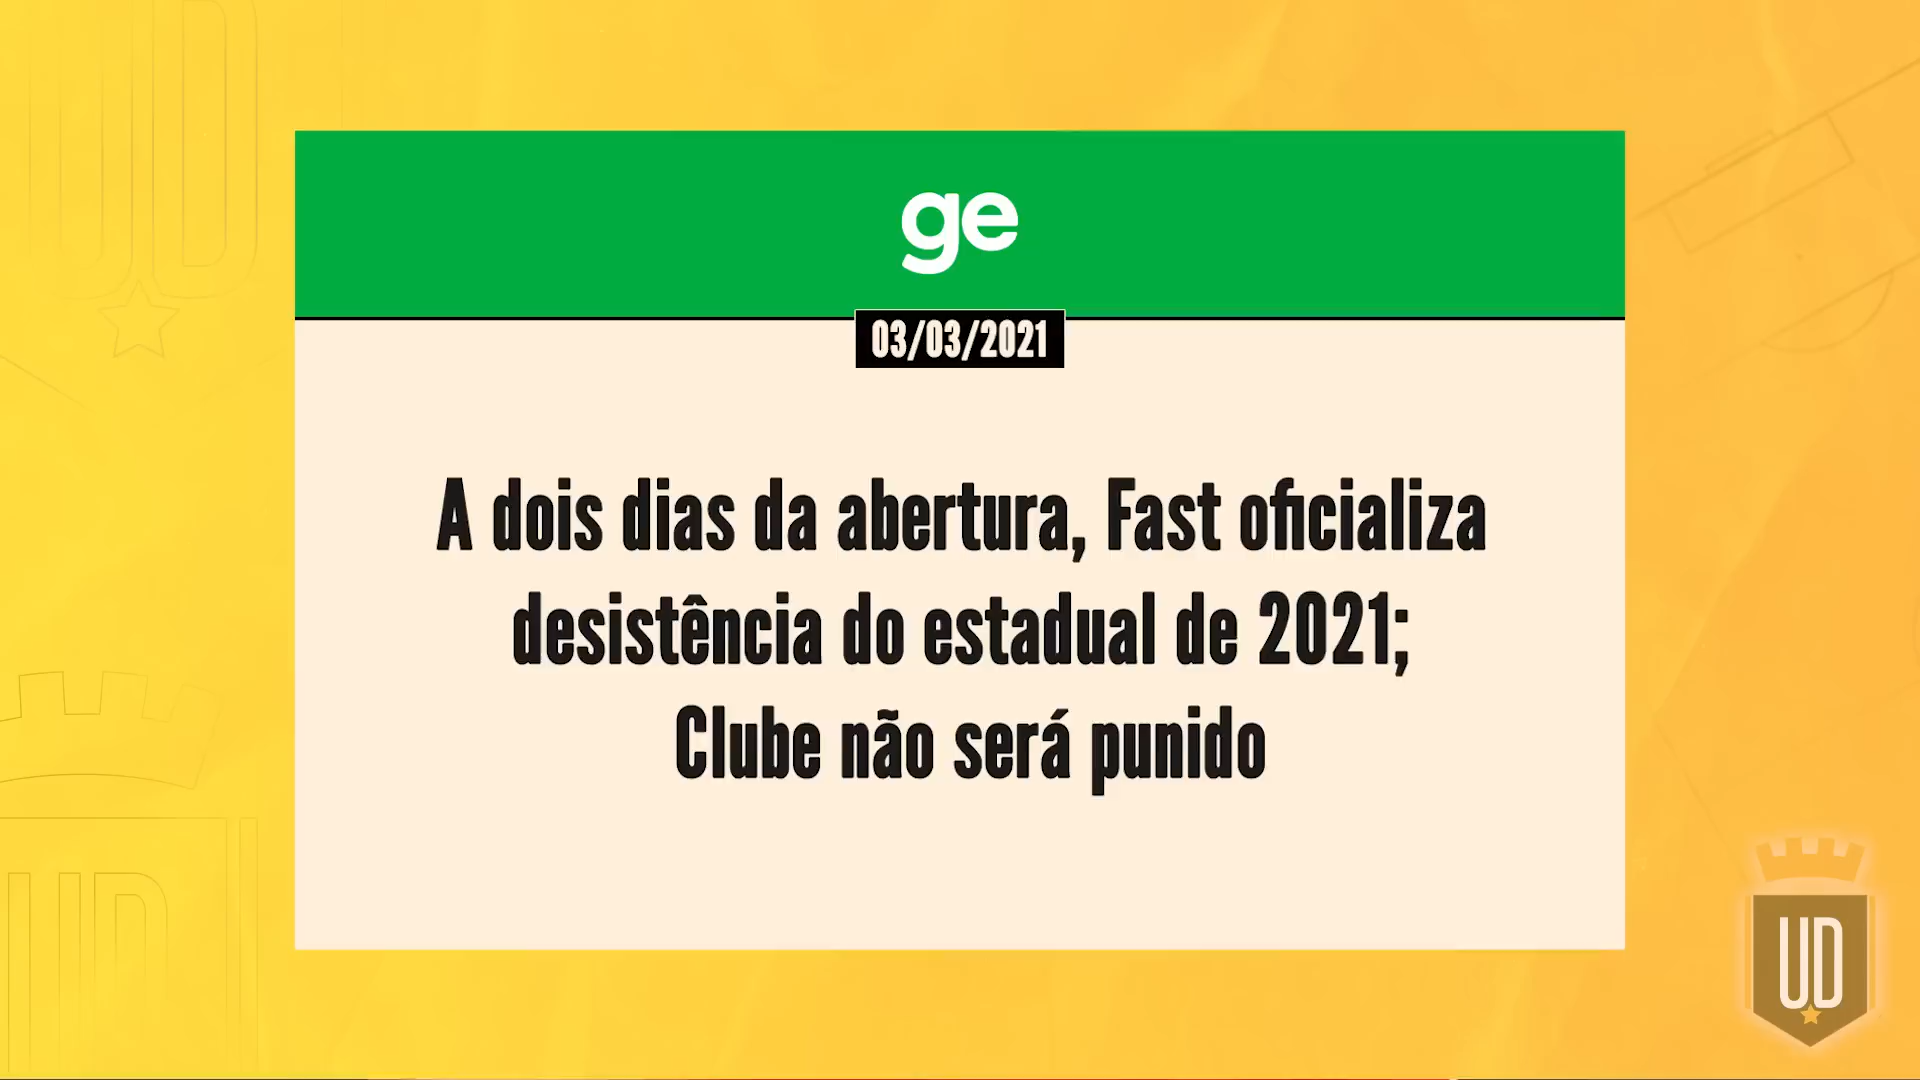 ge
03/03/2021
A dois dias da abertura, Fast oficializa
desistência do estadual de 2021;
Clube não será punido
UD